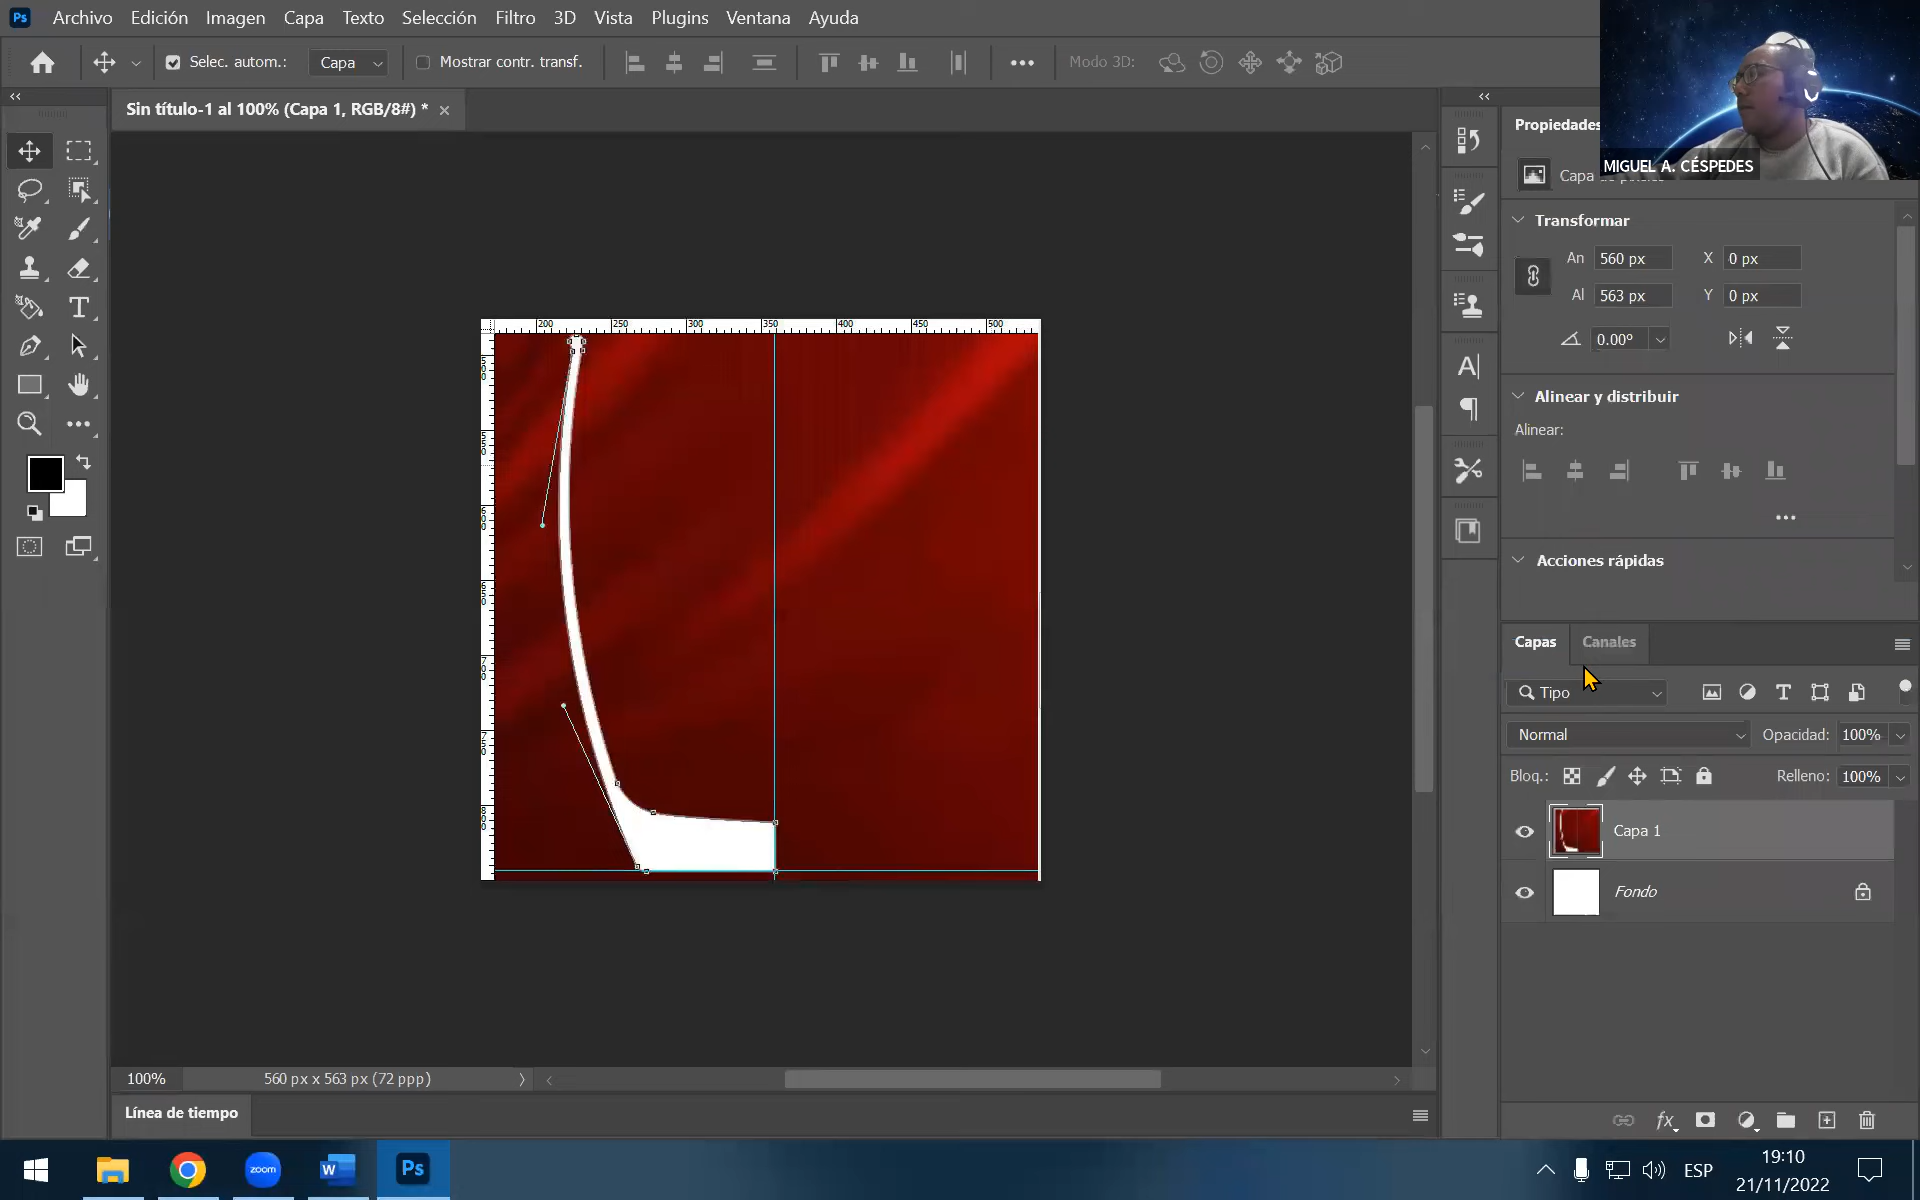 Ps Archivo Edición Imagen Capa Texto Selección Filtro 3D Vista Plugins Ventana Ayuda
Selec. autom.: Capa Mostrar contr. transf. Modo 3D:
Sin título-1 al 100% (Capa 1, RGB/8#) *
MIGUEL A. CÉSPEDES
Propiedades
Transformar
An 560 px X 0 px
Al 563 px Y 0 px
0.00°
200 250 300 350 400 450 500
Alinear y distribuir
Alinear:
Acciones rápidas
Capas Canales
Tipo
Normal Opacidad: 100%
Bloq.: Relleno: 100%
Capa 1
Fondo
fx
100% 560 px x 563 px (72 ppp)
Línea de tiempo
zoom W Ps ESP
19:10
21/11/2022